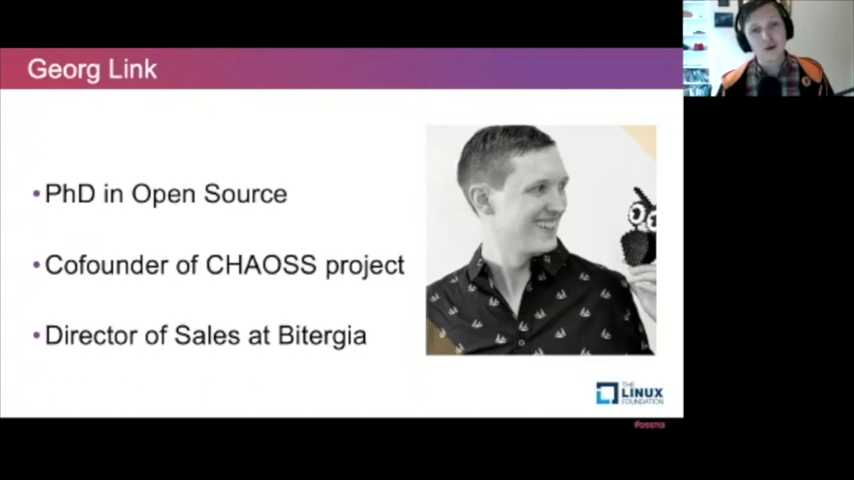 Georg Link
•PhD in Open Source
•Cofounder of CHAOSS project
•Director of Sales at Bitergia
THE
LINUX
FOUNDATION
#ossna